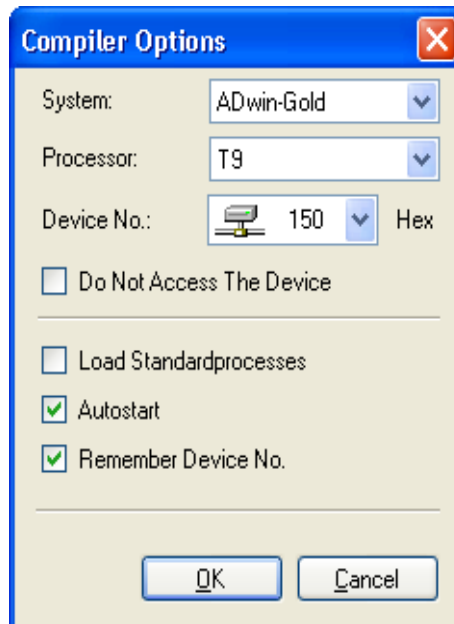 Compiler Options
System: ADwin-Gold
Processor: T9
Device No.: 150 Hex
Do Not Access The Device
Load Standardprocesses
Autostart
Remember Device No.
OK Cancel